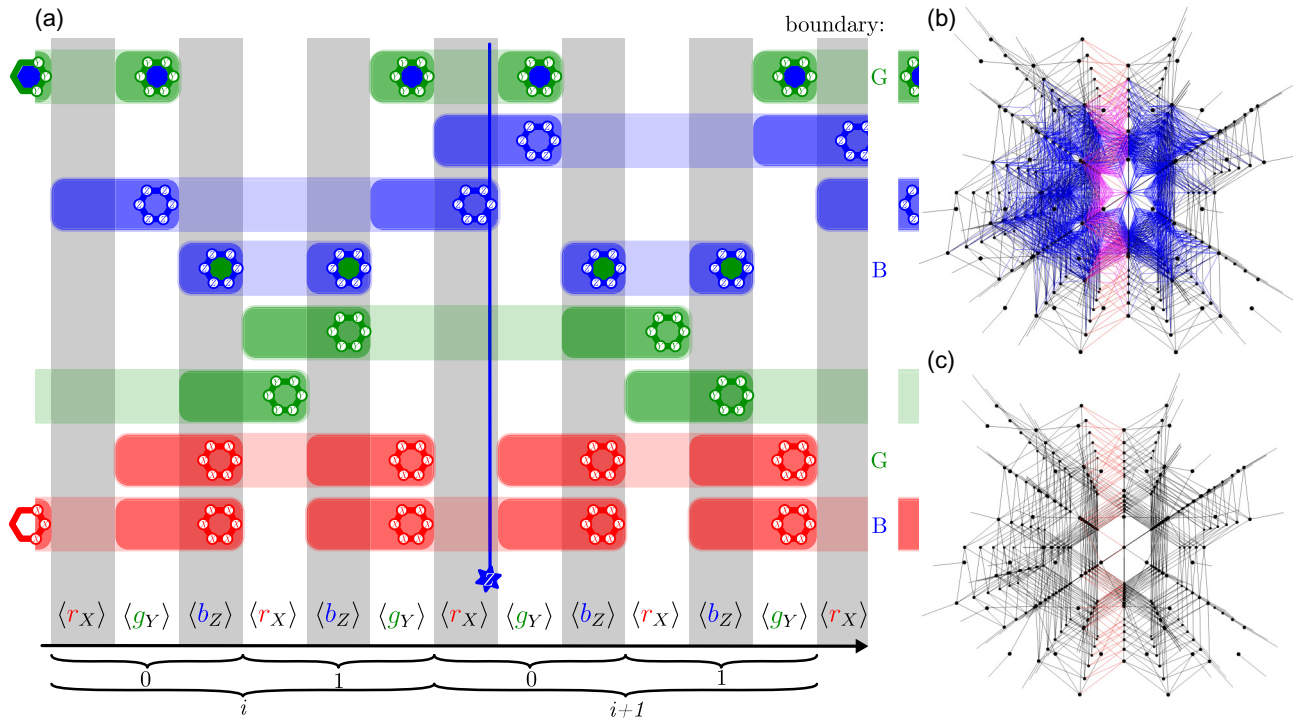 (a)
boundary:
G
B
G
B
Z
⟨r_X⟩ ⟨g_Y⟩ ⟨b_Z⟩ ⟨r_X⟩ ⟨b_Z⟩ ⟨g_Y⟩ ⟨r_X⟩ ⟨g_Y⟩ ⟨b_Z⟩ ⟨r_X⟩ ⟨b_Z⟩ ⟨g_Y⟩ ⟨r_X⟩
0 1 0 1
i i+1
(b)
(c)